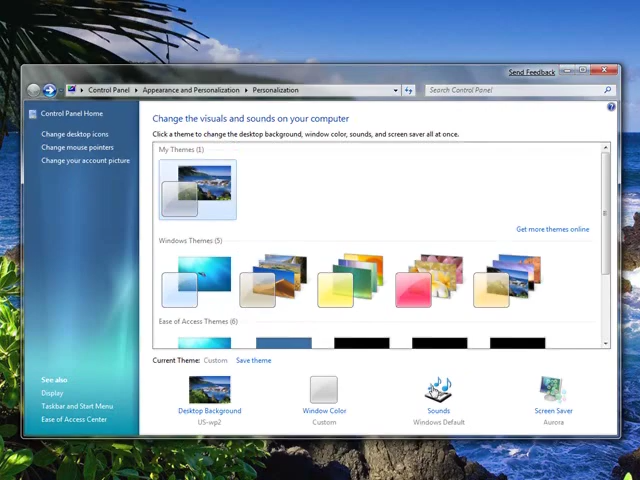 Send Feedback
Control Panel Appearance and Personalization Personalization
Search Control Panel
Control Panel Home
Change desktop icons
Change mouse pointers
Change your account picture
Change the visuals and sounds on your computer
Click a theme to change the desktop background, window color, sounds, and screen saver all at once.
My Themes (1)
Get more themes online
Windows Themes (5)
Ease of Access Themes (6)
Current Theme: Custom Save theme
Desktop Background
US-wp2
Window Color
Custom
Sounds
Windows Default
Screen Saver
Aurora
See also
Display
Taskbar and Start Menu
Ease of Access Center